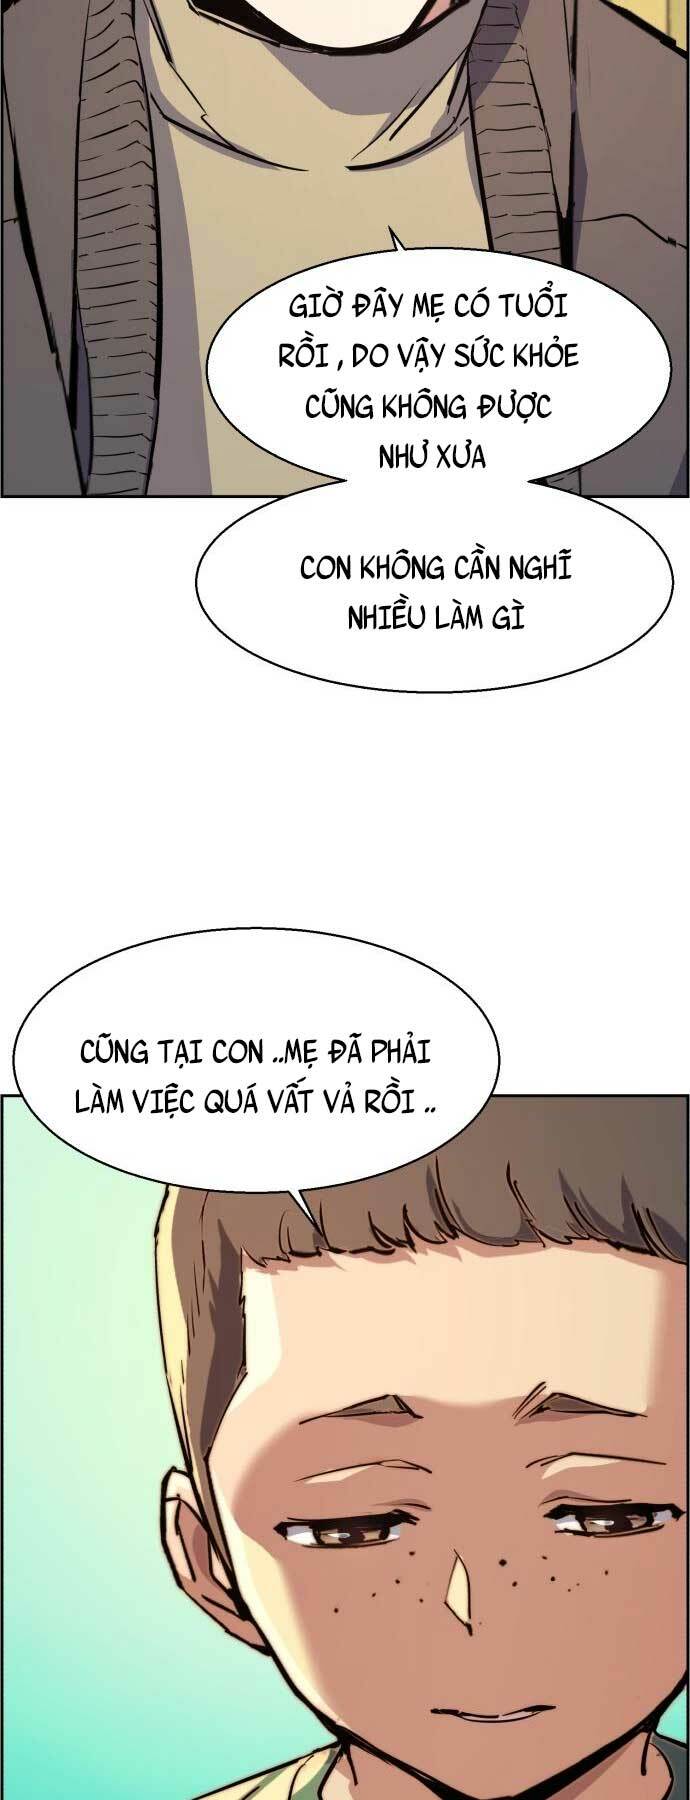 GIỜ ĐÂY MẸ CÓ TUỔI
RỒI , DO VẬY SỨC KHỎE
CŨNG KHÔNG ĐƯỢC
NHƯ XƯA
CON KHÔNG CẦN NGHĨ
NHIỀU LÀM GÌ
CŨNG TẠI CON ..MẸ ĐÃ PHẢI
LÀM VIỆC QUÁ VẤT VẢ RỒI ..